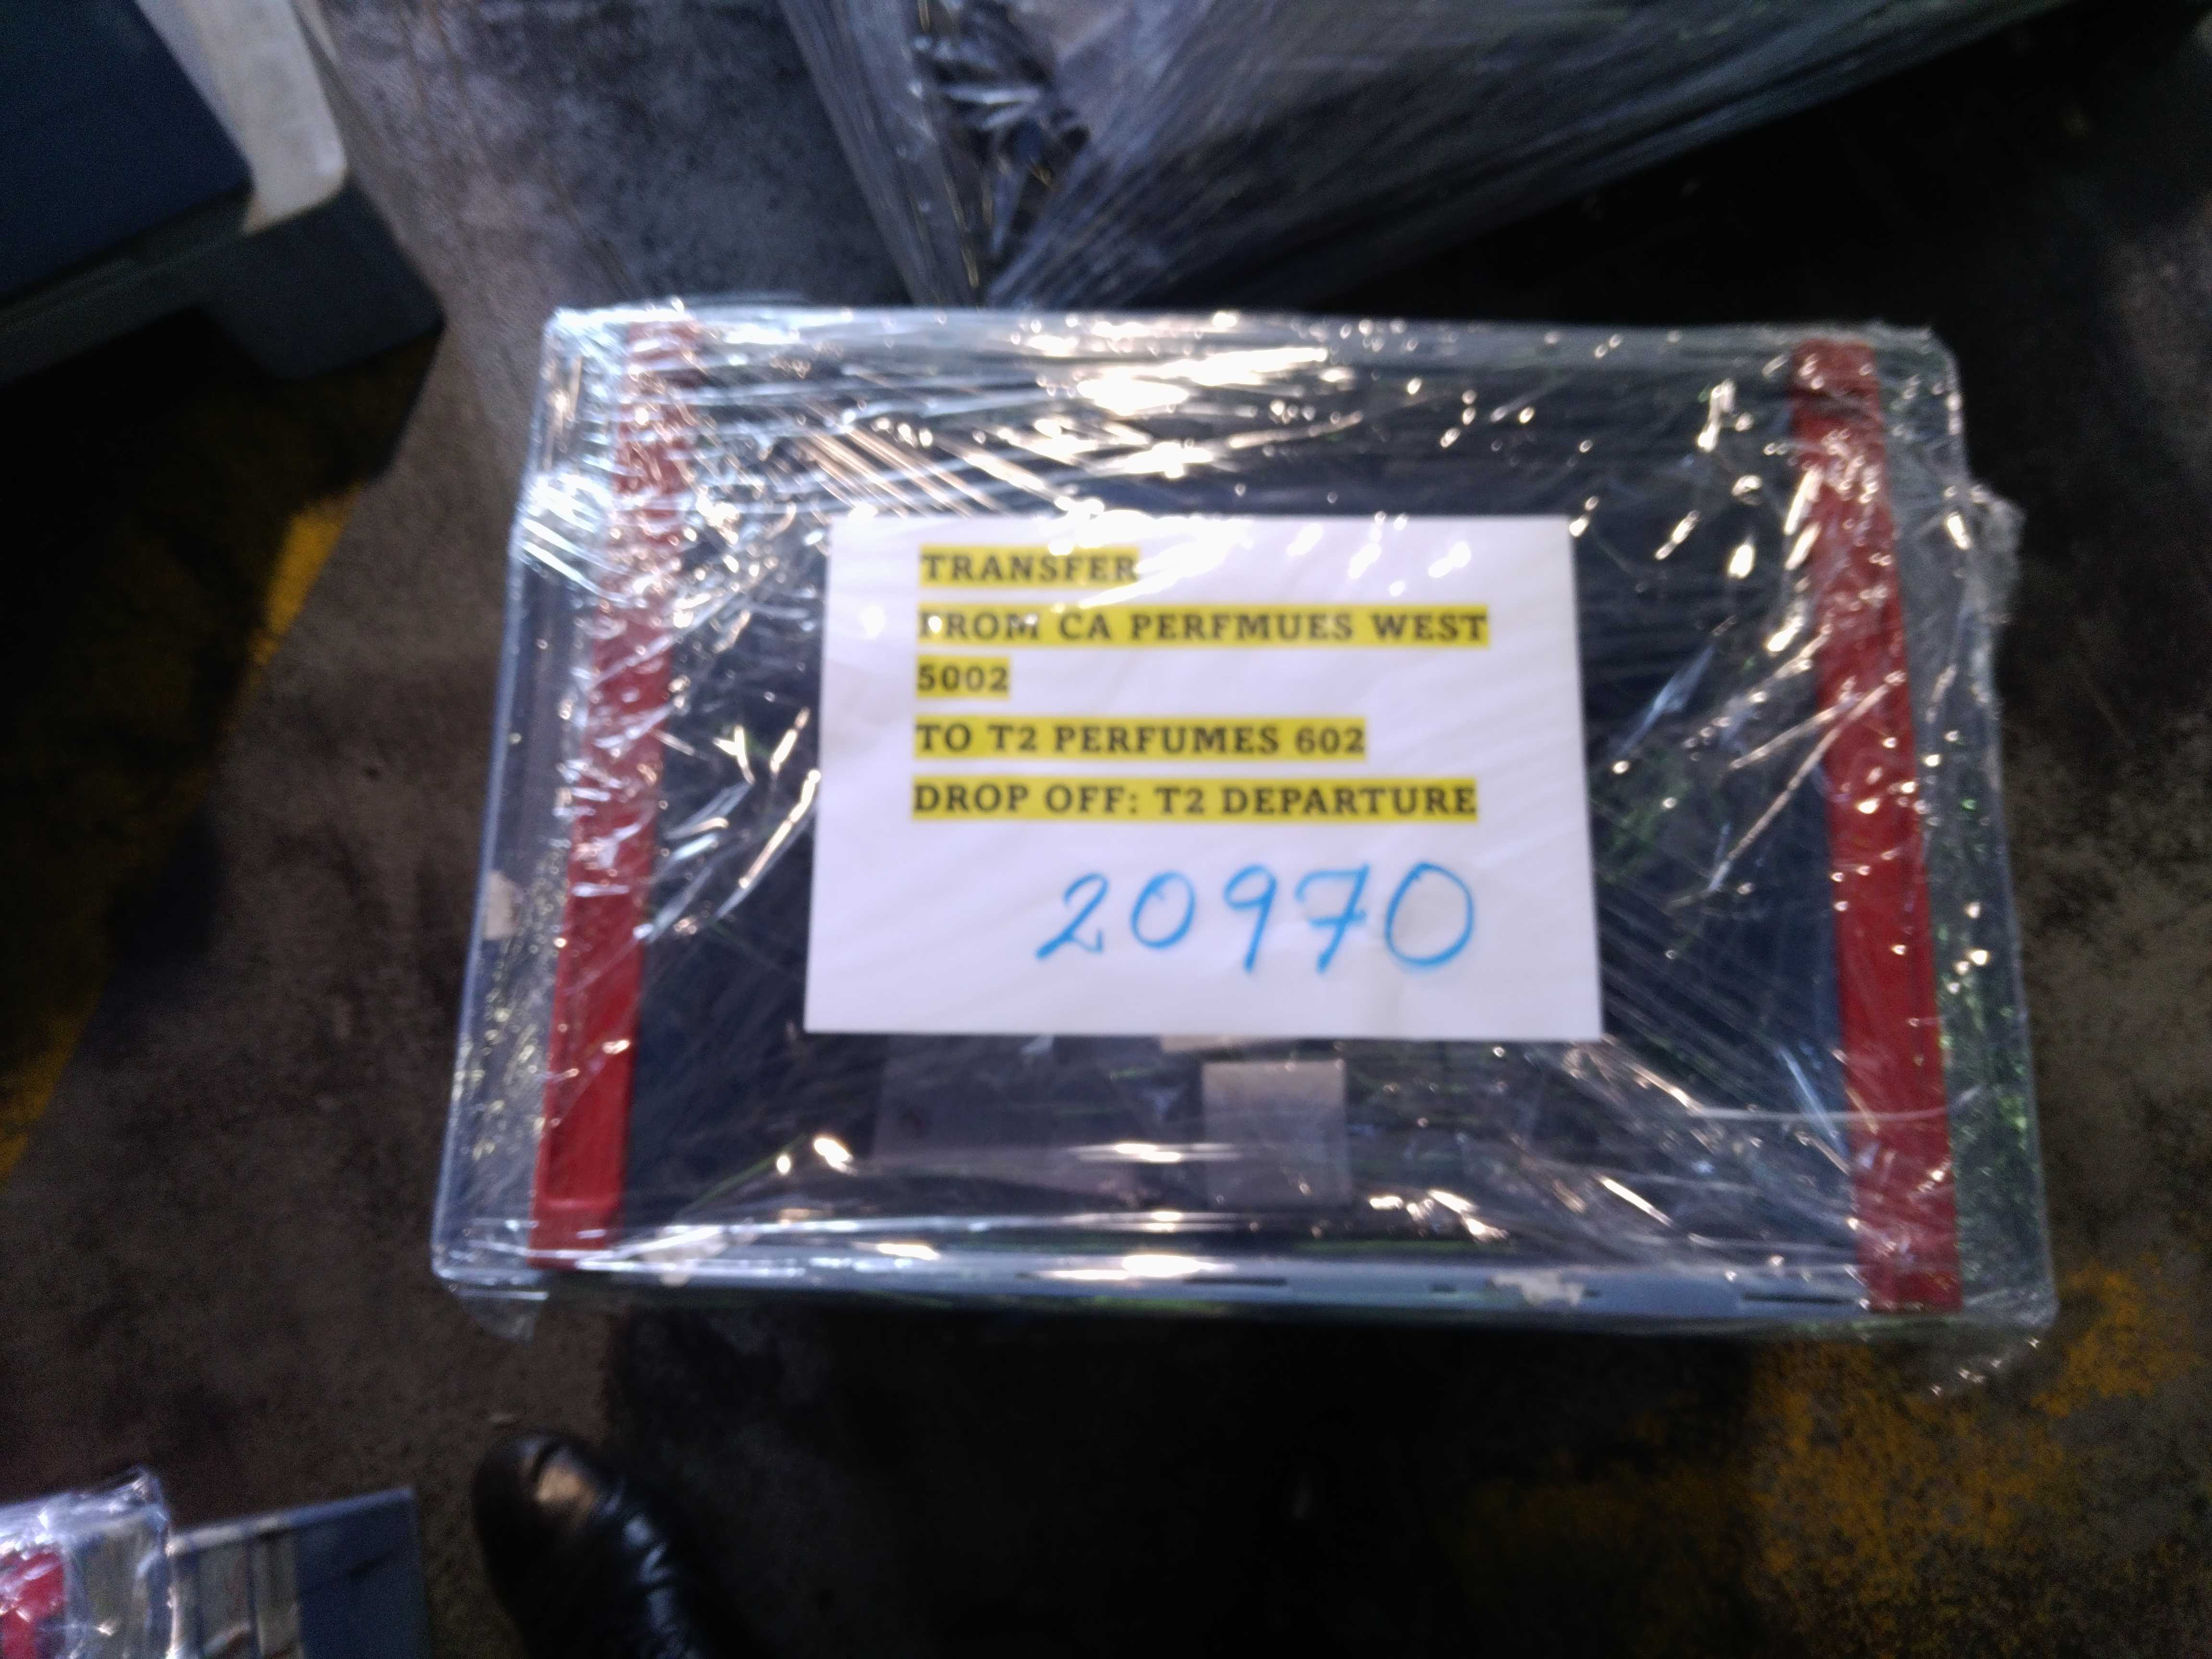 TRANSFER
FROM CA PERFMUES WEST
5002
TO T2 PERFUMES 602
DROP OFF: T2 DEPARTURE
20970